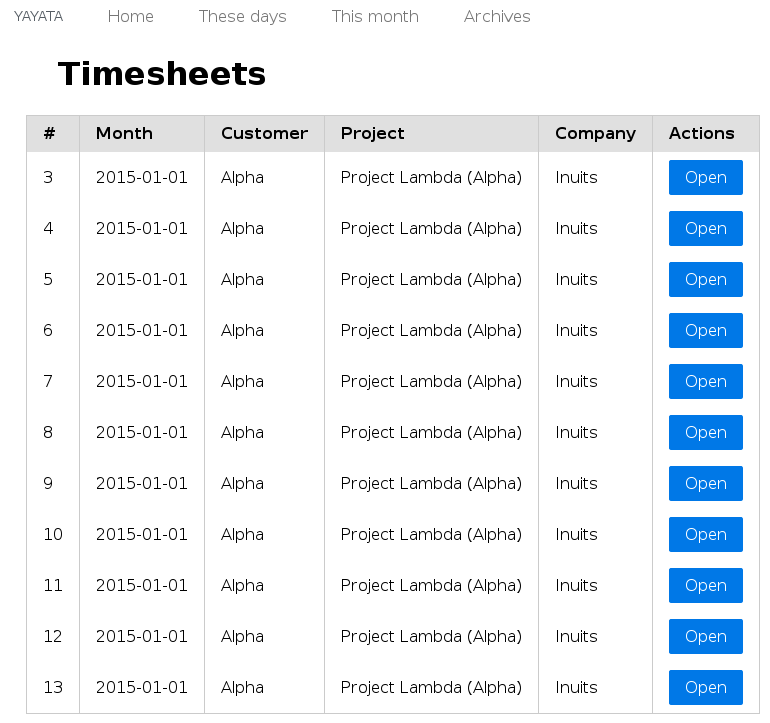 YAYATA Home These days This month Archives
Timesheets
# Month Customer Project Company Actions
3 2015-01-01 Alpha Project Lambda (Alpha) Inuits Open
4 2015-01-01 Alpha Project Lambda (Alpha) Inuits Open
5 2015-01-01 Alpha Project Lambda (Alpha) Inuits Open
6 2015-01-01 Alpha Project Lambda (Alpha) Inuits Open
7 2015-01-01 Alpha Project Lambda (Alpha) Inuits Open
8 2015-01-01 Alpha Project Lambda (Alpha) Inuits Open
9 2015-01-01 Alpha Project Lambda (Alpha) Inuits Open
10 2015-01-01 Alpha Project Lambda (Alpha) Inuits Open
11 2015-01-01 Alpha Project Lambda (Alpha) Inuits Open
12 2015-01-01 Alpha Project Lambda (Alpha) Inuits Open
13 2015-01-01 Alpha Project Lambda (Alpha) Inuits Open